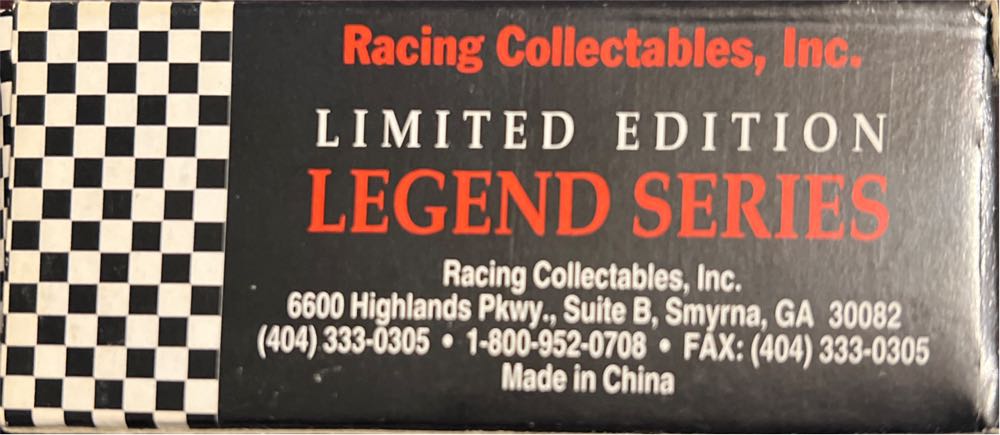 Racing Collectables, Inc.
LIMITED EDITION
LEGEND SERIES
Racing Collectables, Inc.
6600 Highlands Pkwy., Suite B, Smyrna, GA 30082
(404) 333-0305 • 1-800-952-0708 • FAX: (404) 333-0305
Made in China